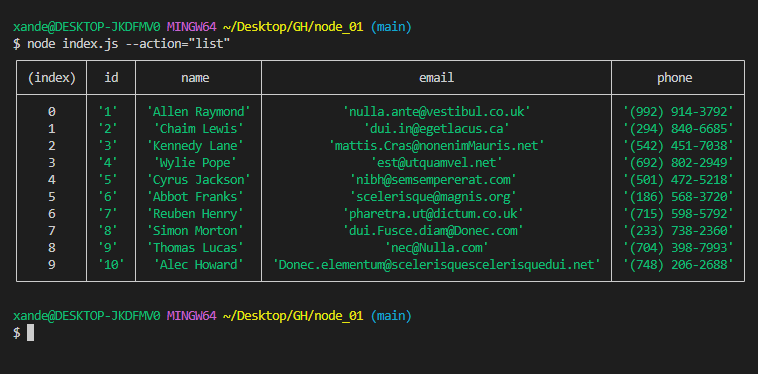 xande@DESKTOP-JKDFMV0 MINGW64 ~/Desktop/GH/node_01 (main)
$ node index.js --action="list"
(index) id name email phone
0 '1' 'Allen Raymond' 'nulla.ante@vestibul.co.uk' '(992) 914-3792'
1 '2' 'Chaim Lewis' 'dui.in@egetlacus.ca' '(294) 840-6685'
2 '3' 'Kennedy Lane' 'mattis.Cras@nonenimMauris.net' '(542) 451-7038'
3 '4' 'Wylie Pope' 'est@utquamvel.net' '(692) 802-2949'
4 '5' 'Cyrus Jackson' 'nibh@semsempererat.com' '(501) 472-5218'
5 '6' 'Abbot Franks' 'scelerisque@magnis.org' '(186) 568-3720'
6 '7' 'Reuben Henry' 'pharetra.ut@dictum.co.uk' '(715) 598-5792'
7 '8' 'Simon Morton' 'dui.Fusce.diam@Donec.com' '(233) 738-2360'
8 '9' 'Thomas Lucas' 'nec@Nulla.com' '(704) 398-7993'
9 '10' 'Alec Howard' 'Donec.elementum@scelerisquescelerisquedui.net' '(748) 206-2688'
xande@DESKTOP-JKDFMV0 MINGW64 ~/Desktop/GH/node_01 (main)
$